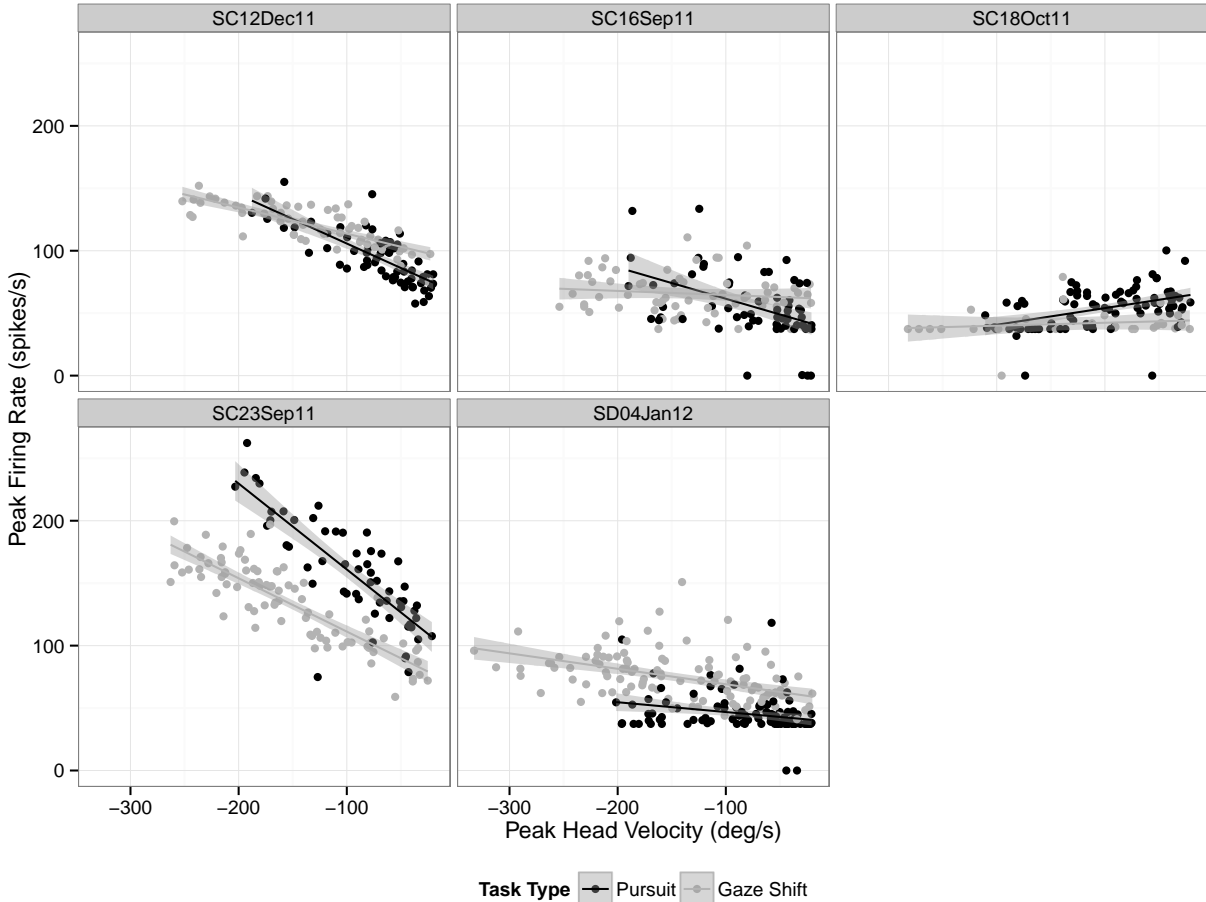 SC12Dec11
SC16Sep11
SC18Oct11
200
100
0
SC23Sep11
SD04Jan12
200
100
0
−300
−200
−100
−300
−200
−100
Peak Firing Rate (spikes/s)
Peak Head Velocity (deg/s)
Task Type Pursuit Gaze Shift